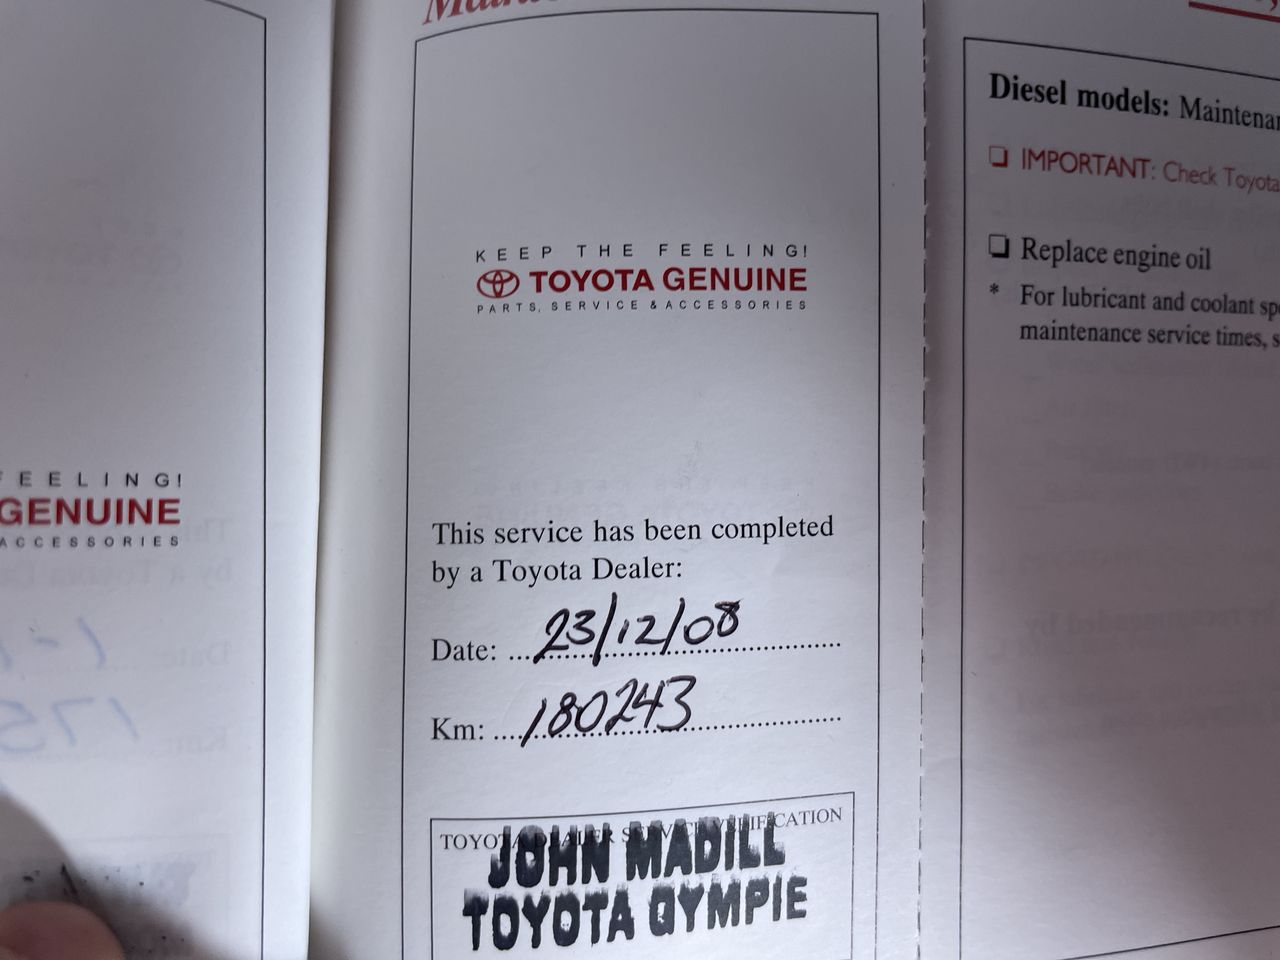 FEELING!
GENUINE
ACCESSORIES
KEEP THE FEELING!
TOYOTA GENUINE
PARTS, SERVICE & ACCESSORIES
This service has been completed
by a Toyota Dealer:
Date: 23/12/08
Km: 180243
TOYOTA DEALER SERVICE VERIFICATION
JOHN MADILL
TOYOTA GYMPIE
Diesel models:
❏ IMPORTANT: Check Toyota
❏ Replace engine oil
* For lubricant and coolant
maintenance service times,